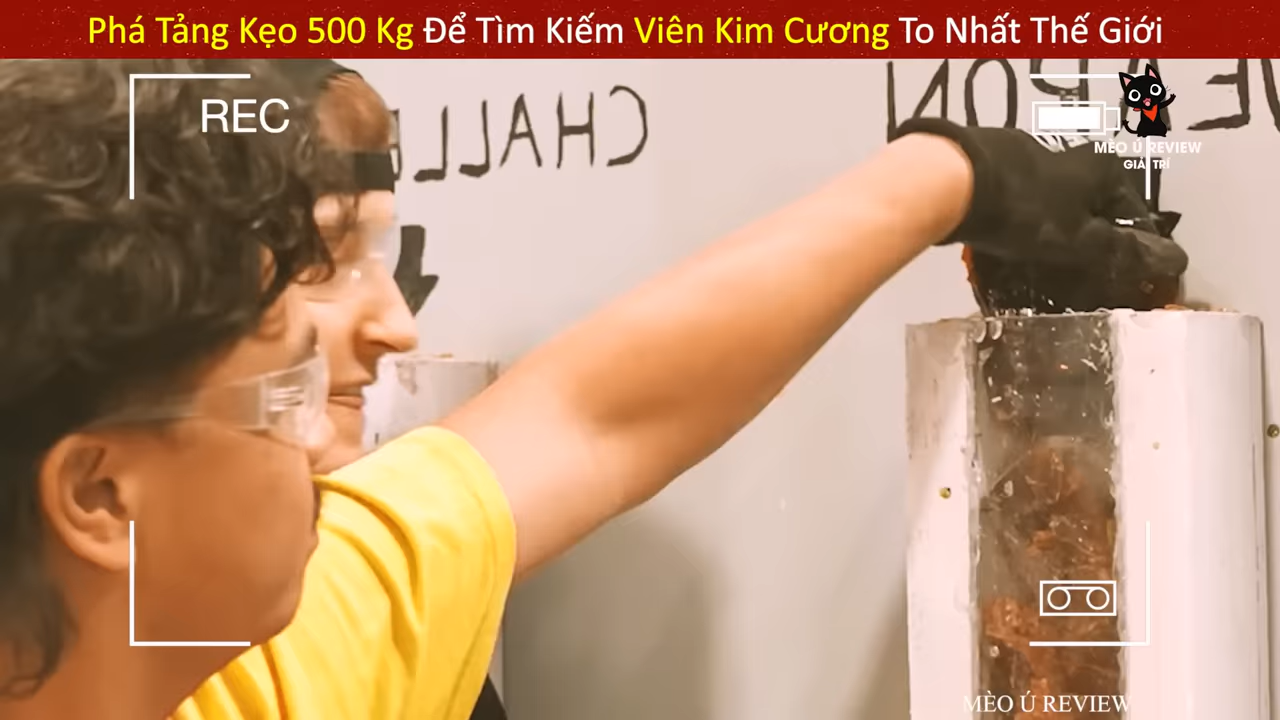 Phá Tảng Kẹo 500 Kg Để Tìm Kiếm Viên Kim Cương To Nhất Thế Giới
REC
CHALLE
MÈO Ú REVIEW
GIẢI TRÍ
MÈO Ú REVIEW